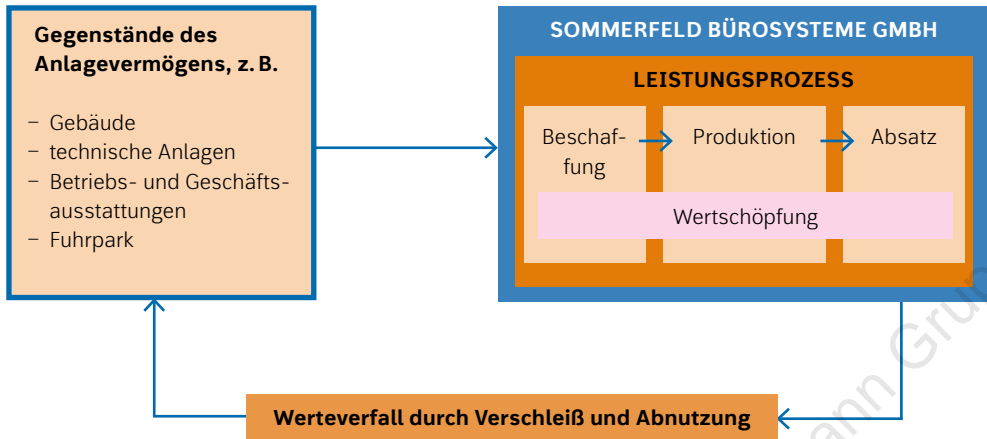 Gegenstände des
Anlagevermögens, z. B.
– Gebäude
– technische Anlagen
– Betriebs- und Geschäfts-
ausstattungen
– Fuhrpark
SOMMERFELD BÜROSYSTEME GMBH
LEISTUNGSPROZESS
Beschaf-
fung
Produktion
Absatz
Wertschöpfung
Werteverfall durch Verschleiß und Abnutzung